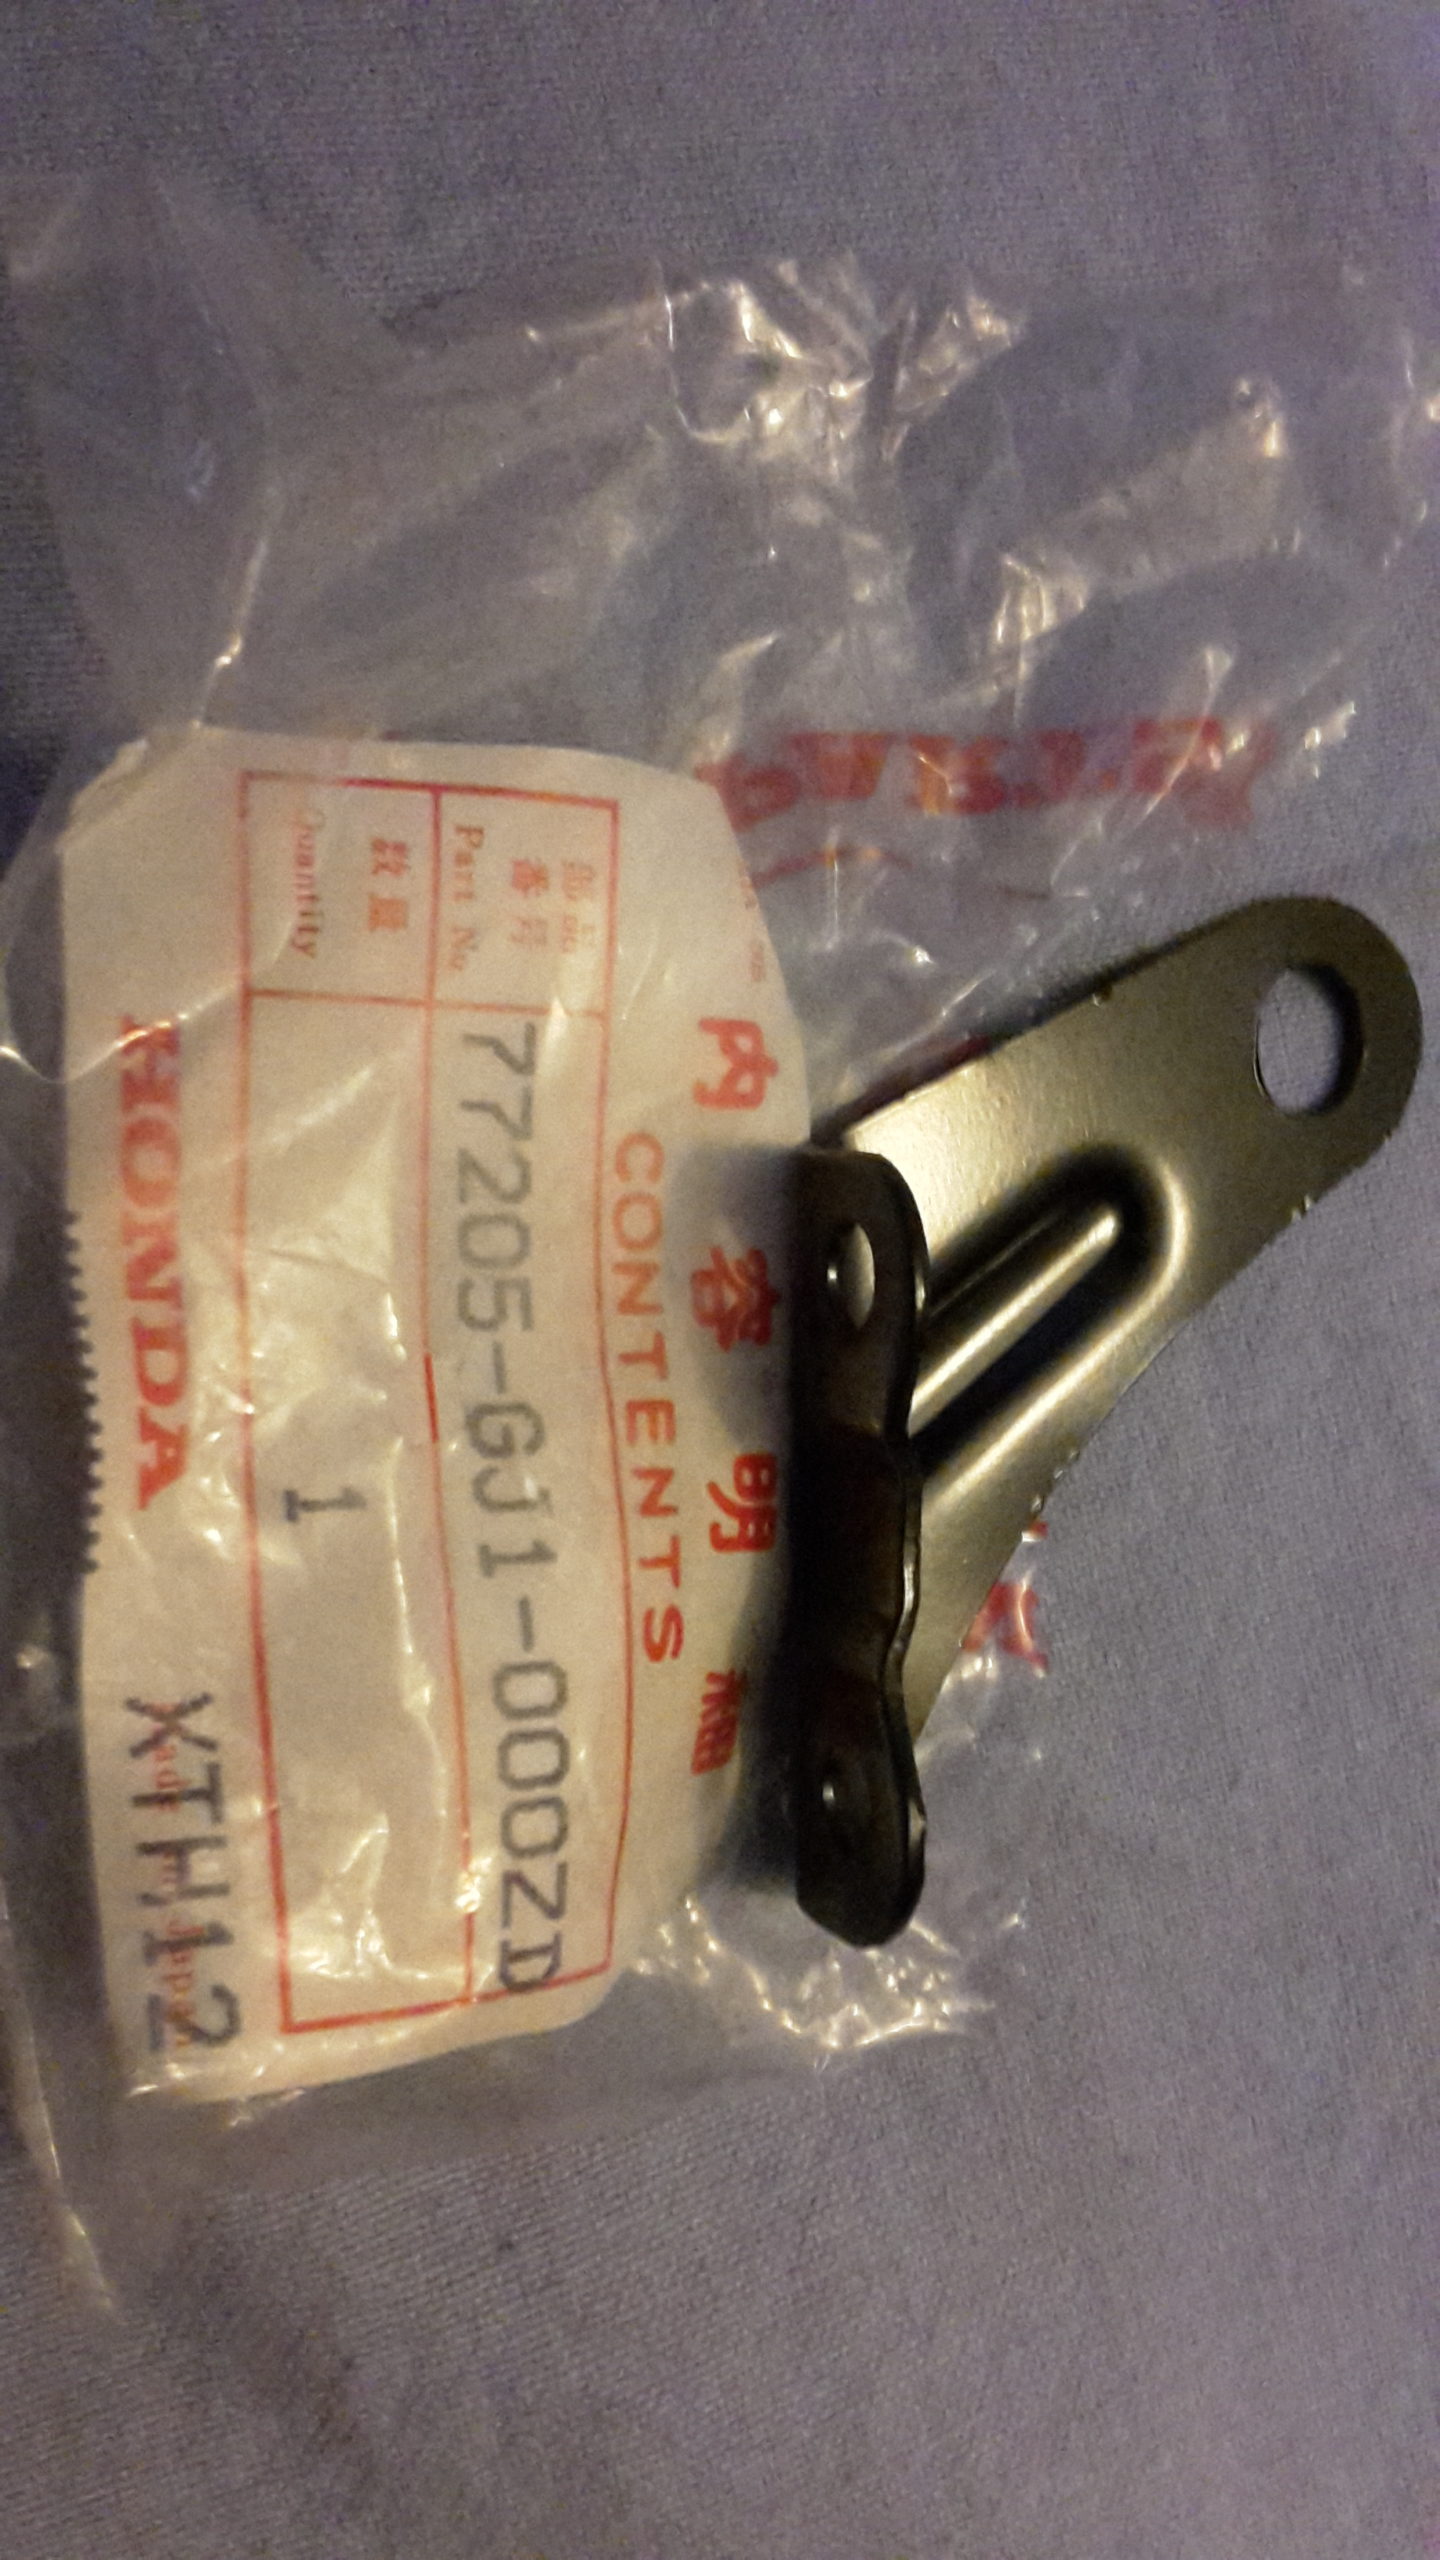 内容明細
CONTENTS
部品
番号
Part No.
77205-GJ1-000ZD
数量
Quantity
1
HONDA
XTH12